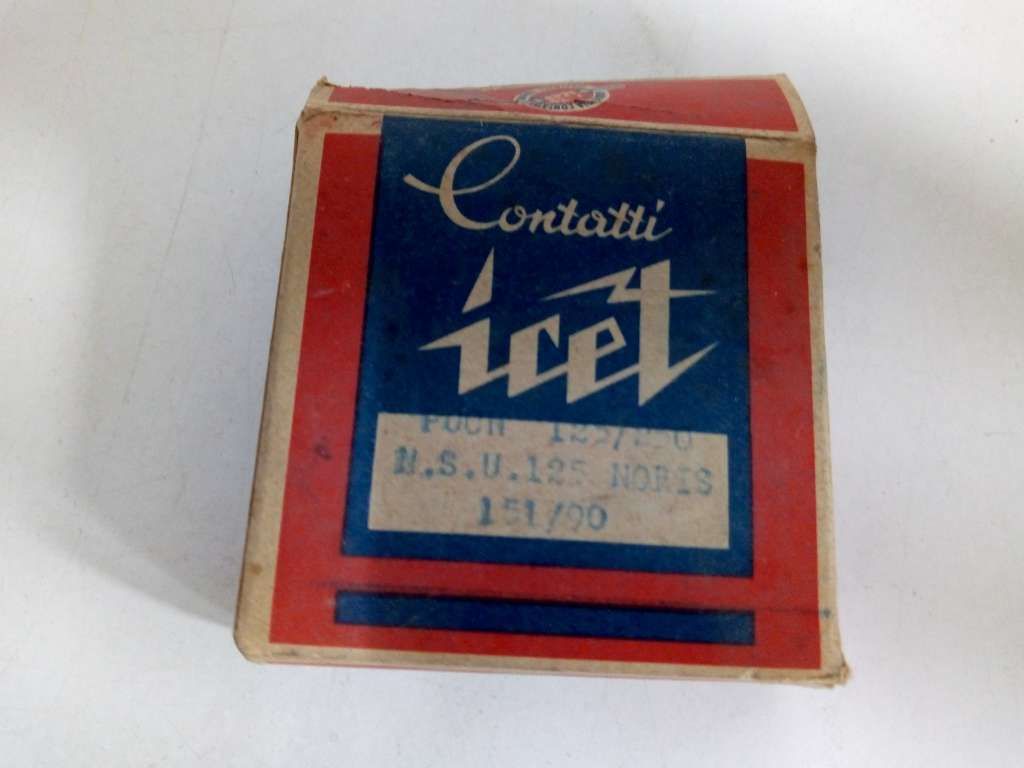 Contatti
icet
PUCH 125/250
N.S.U.125 NORIS
151/90